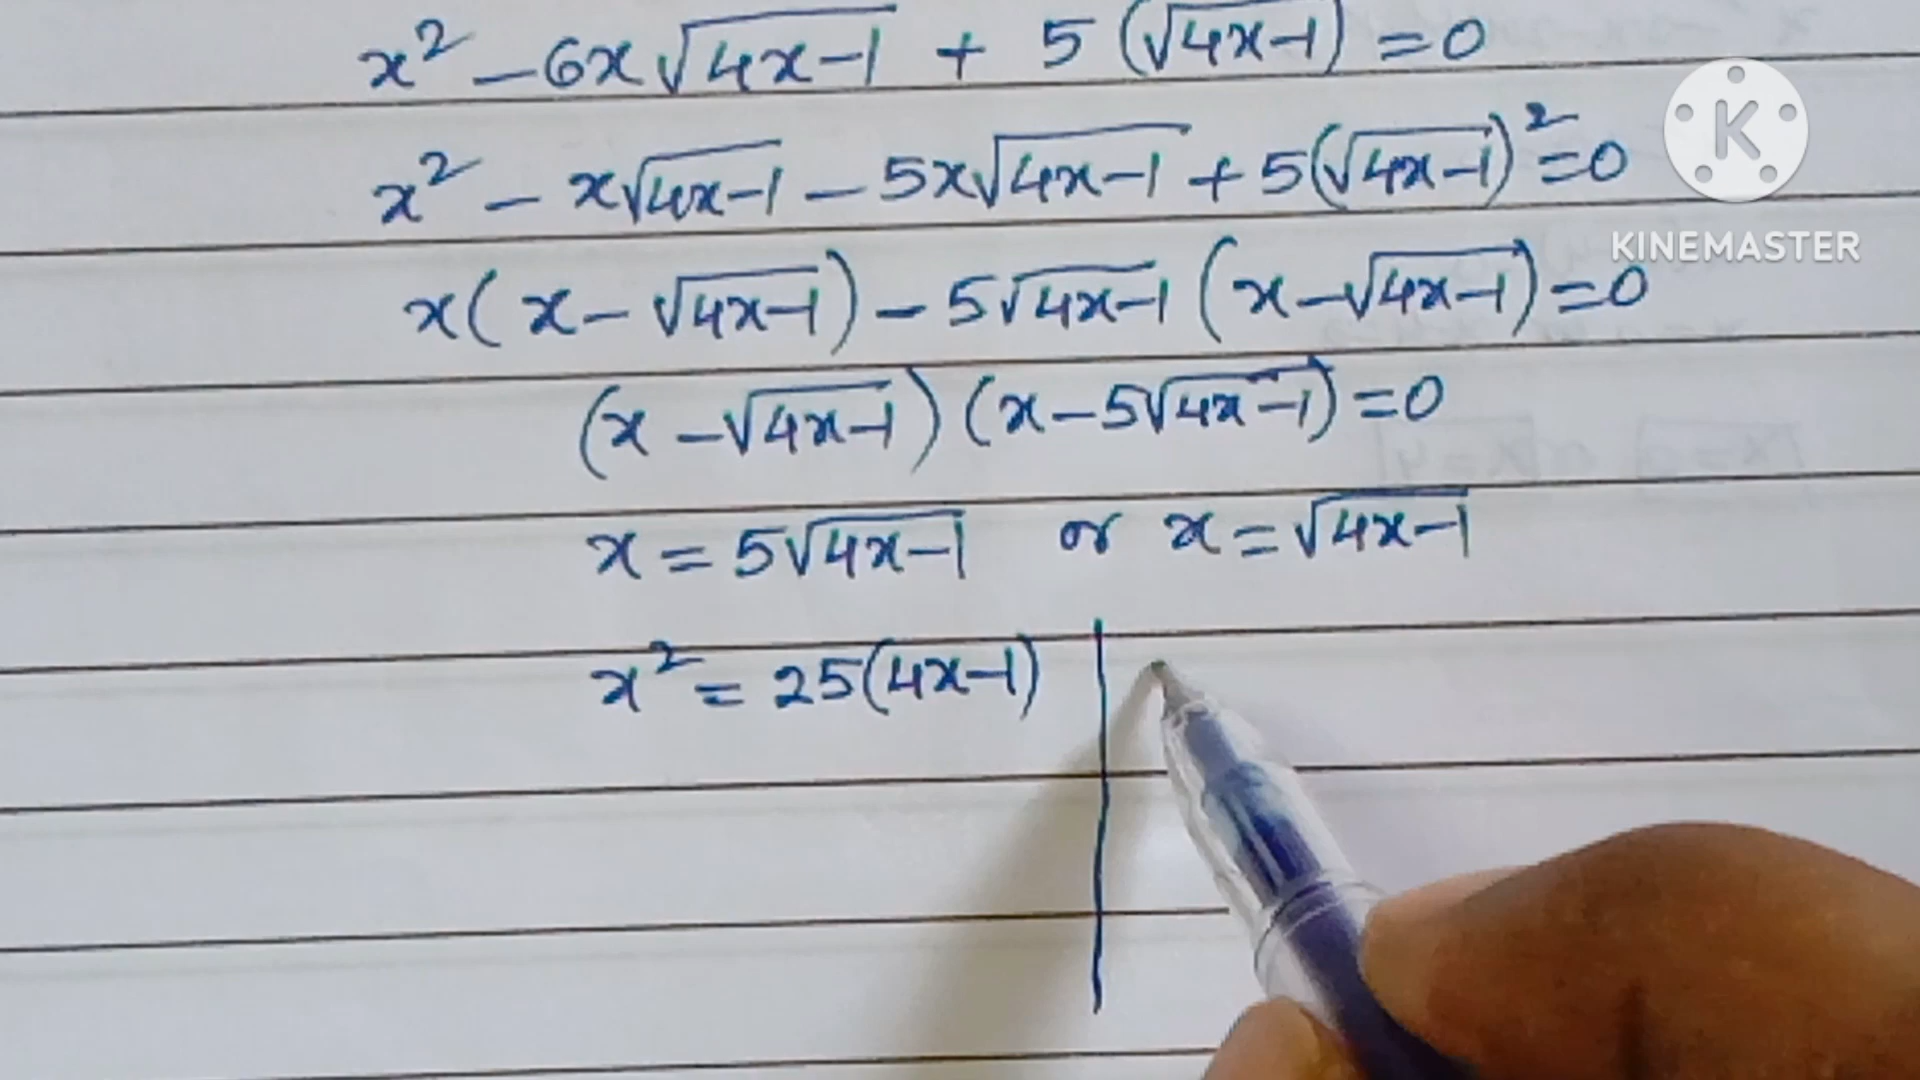 x² - 6x√4x-1 + 5(√4x-1) = 0
x² - x√4x-1 - 5x√4x-1 + 5(√4x-1)² = 0
K
KINEMASTER
x(x - √4x-1) - 5√4x-1 (x - √4x-1) = 0
(x - √4x-1)(x - 5√4x-1) = 0
x = 5√4x-1 or x = √4x-1
x² = 25(4x-1)